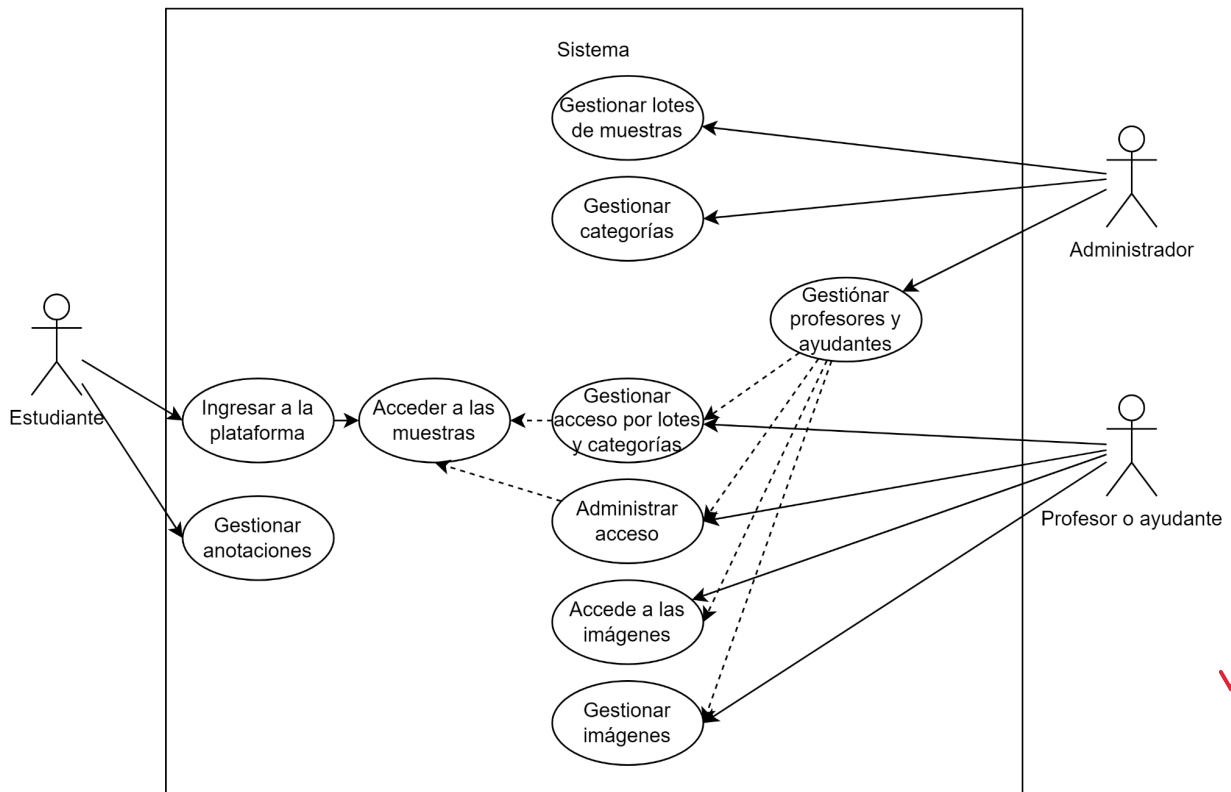 Sistema
Gestionar lotes
de muestras
Gestionar
categorías
Administrador
Gestiónar
profesores y
ayudantes
Estudiante
Ingresar a la
plataforma
Acceder a las
muestras
Gestionar
acceso por lotes
y categorías
Profesor o ayudante
Gestionar
anotaciones
Administrar
acceso
Accede a las
imágenes
Gestionar
imágenes